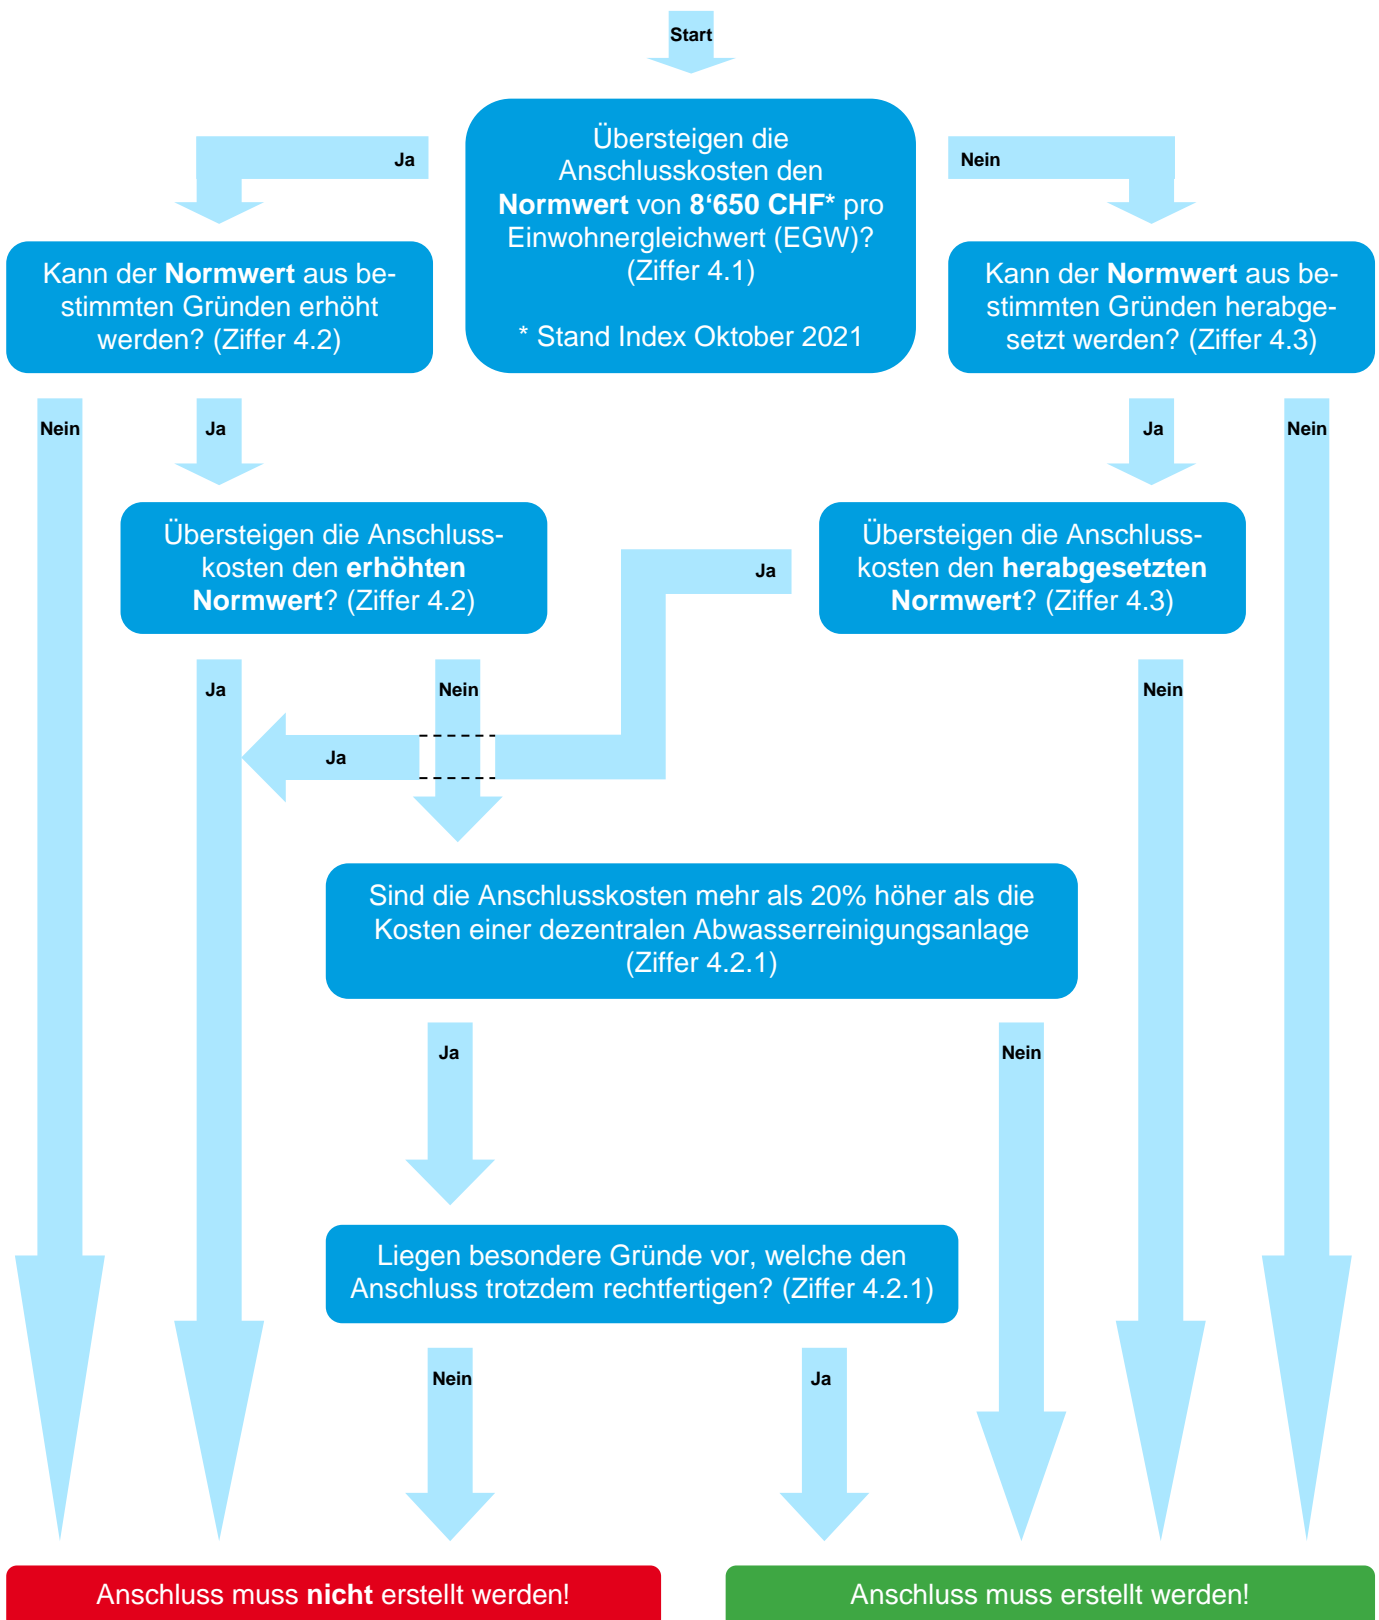 Start
Übersteigen die
Anschlusskosten den
Normwert von 8‘650 CHF* pro
Einwohnergleichwert (EGW)?
(Ziffer 4.1)
* Stand Index Oktober 2021
Ja
Nein
Kann der Normwert aus be-
stimmten Gründen erhöht
werden? (Ziffer 4.2)
Kann der Normwert aus be-
stimmten Gründen herabge-
setzt werden? (Ziffer 4.3)
Nein
Ja
Ja
Nein
Übersteigen die Anschluss-
kosten den erhöhten
Normwert? (Ziffer 4.2)
Ja
Übersteigen die Anschluss-
kosten den herabgesetzten
Normwert? (Ziffer 4.3)
Ja
Nein
Nein
Ja
Sind die Anschlusskosten mehr als 20% höher als die
Kosten einer dezentralen Abwasserreinigungsanlage
(Ziffer 4.2.1)
Ja
Nein
Liegen besondere Gründe vor, welche den
Anschluss trotzdem rechtfertigen? (Ziffer 4.2.1)
Nein
Ja
Anschluss muss nicht erstellt werden!
Anschluss muss erstellt werden!